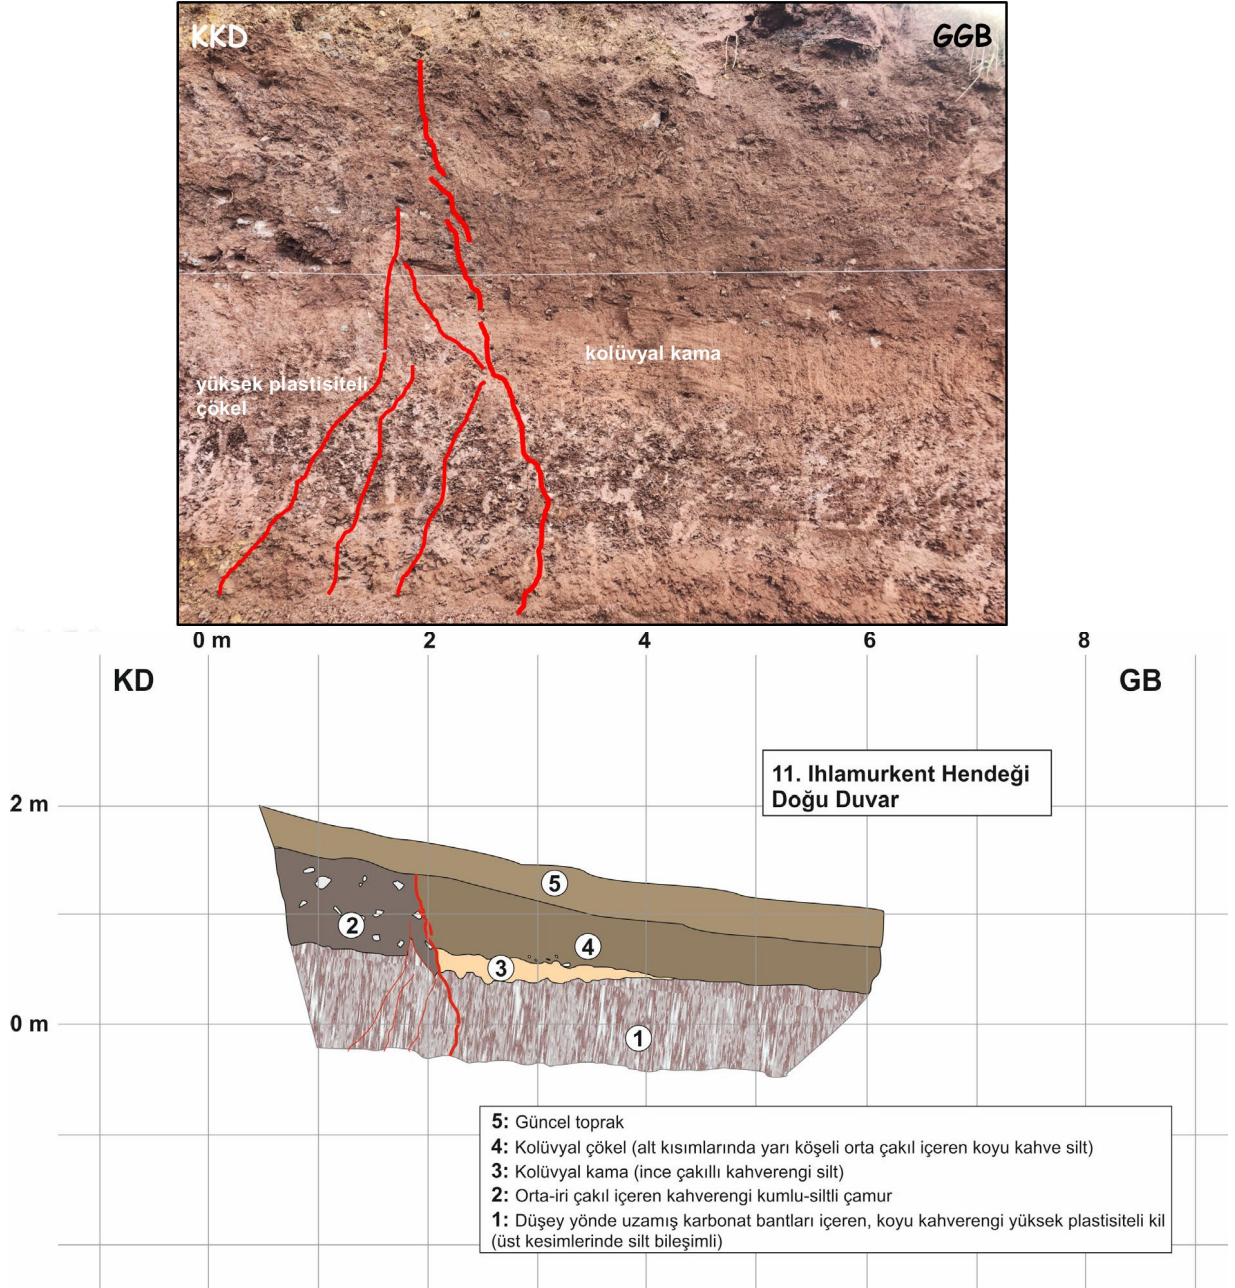 KKD
GGB
kolüvyal kama
yüksek plastisiteli
çökel
0 m 2 4 6 8
KD
GB
11. Ihlamurkent Hendeği
Doğu Duvar
2 m
0 m
5
2
4
3
1
5: Güncel toprak
4: Kolüvyal çökel (alt kısımlarında yarı köşeli orta çakıl içeren koyu kahve silt)
3: Kolüvyal kama (ince çakıllı kahverengi silt)
2: Orta-iri çakıl içeren kahverengi kumlu-siltli çamur
1: Düşey yönde uzamış karbonat bantları içeren, koyu kahverengi yüksek plastisiteli kil
(üst kesimlerinde silt bileşimli)